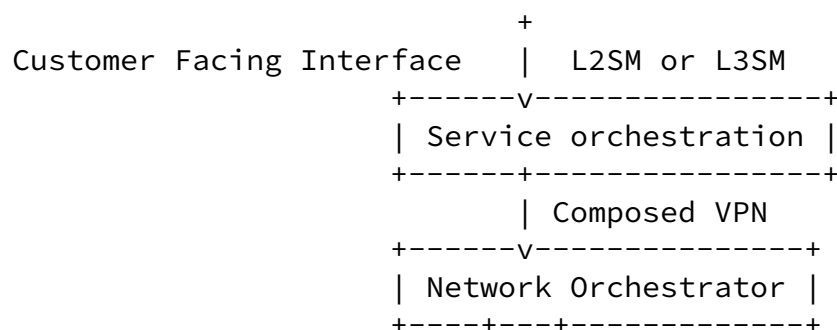 +
Customer Facing Interface   |  L2SM or L3SM
                        +------v----------------+
                        | Service orchestration |
                        +------+----------------+
                               | Composed VPN
                        +------v---------------+
                        | Network Orchestrator |
                        +----+---+-------------+